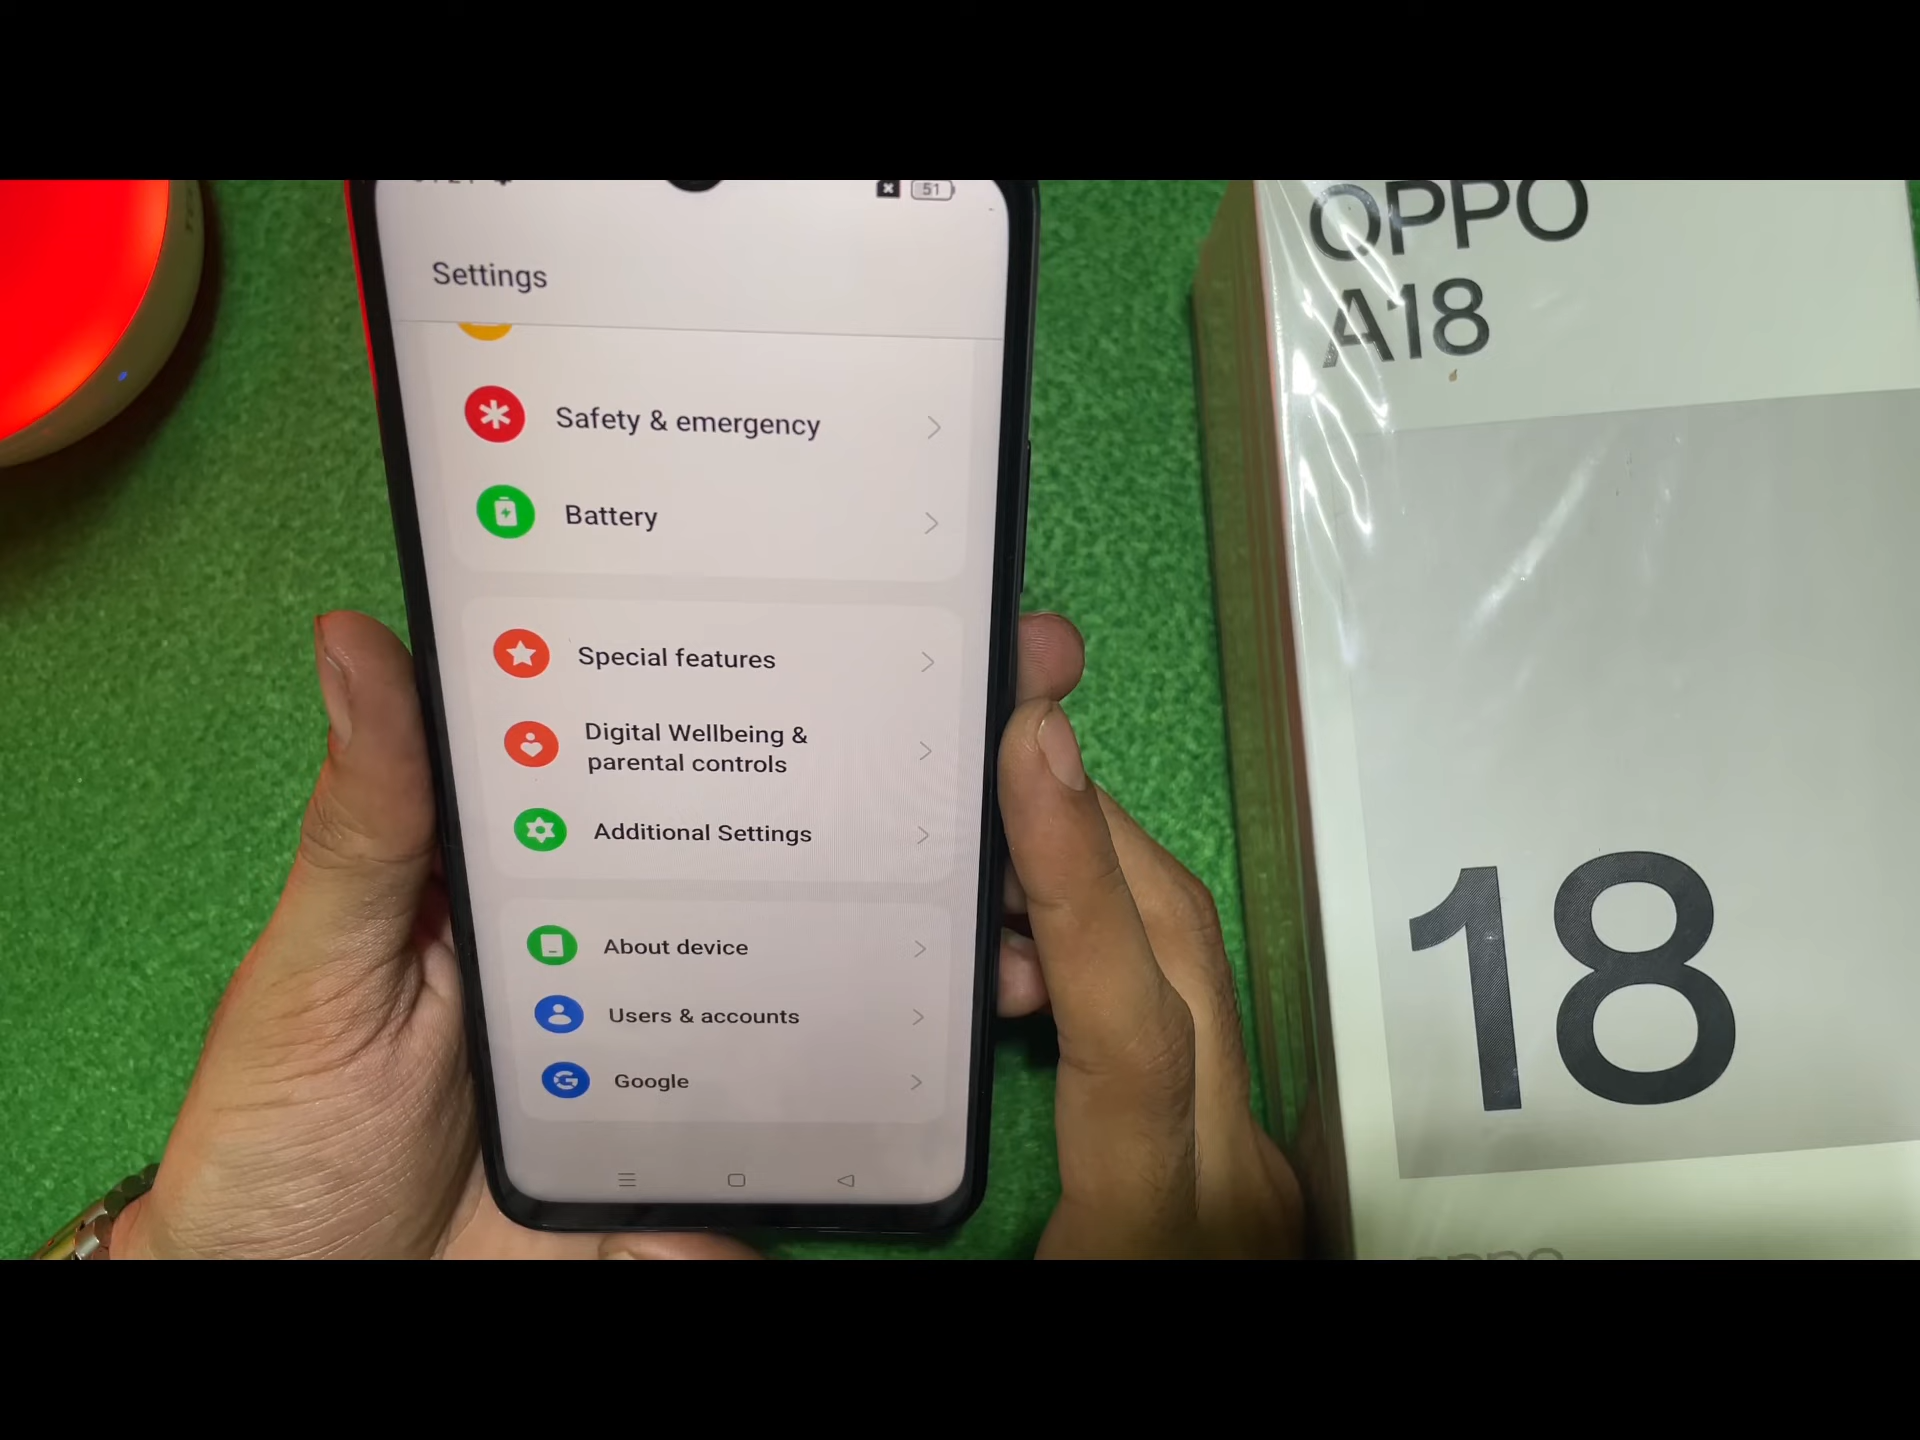 51
Settings
Safety & emergency
Battery
Special features
Digital Wellbeing &
parental controls
Additional Settings
About device
Users & accounts
Google
OPPO
A18
18